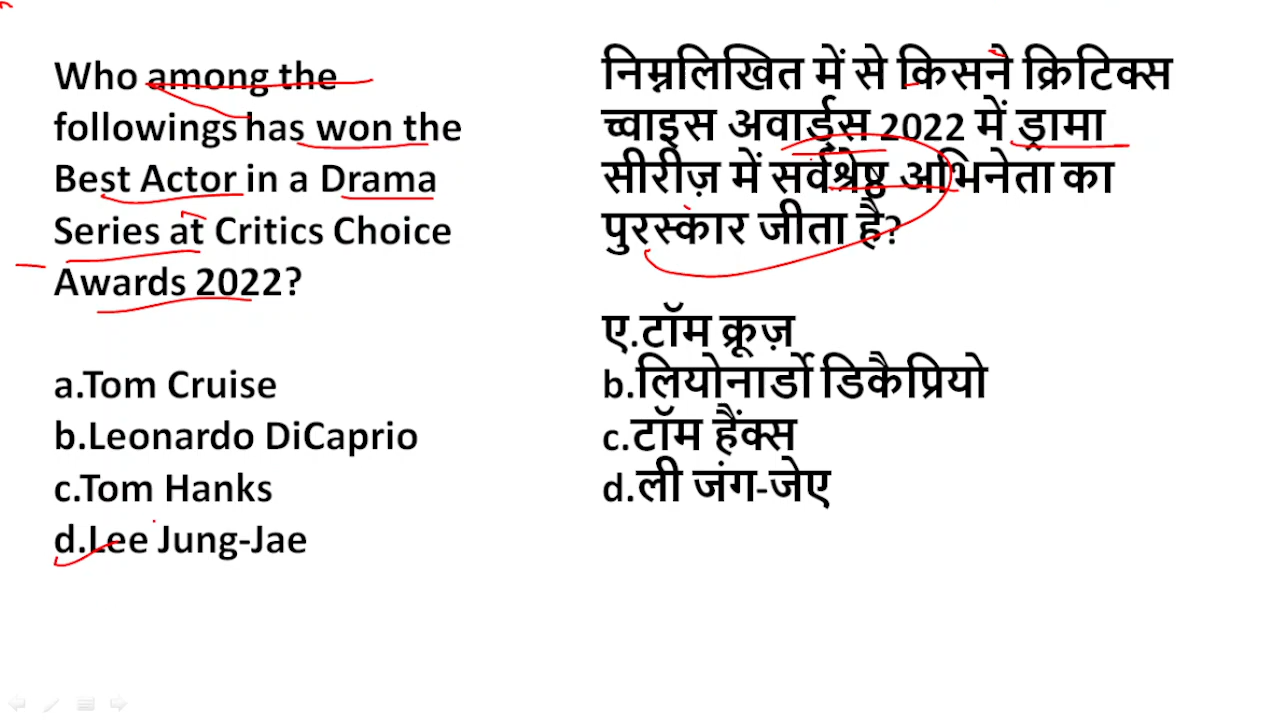 Who among the
followings has won the
Best Actor in a Drama
Series at Critics Choice
Awards 2022?
a.Tom Cruise
b.Leonardo DiCaprio
c.Tom Hanks
d.Lee Jung-Jae
निम्नलिखित में से किसने क्रिटिक्स
च्वाइस अवार्ड्स 2022 में ड्रामा
सीरीज़ में सर्वश्रेष्ठ अभिनेता का
पुरस्कार जीता है?
ए.टॉम क्रूज़
b.लियोनार्डो डिकैप्रियो
c.टॉम हैंक्स
d.ली जंग-जेए